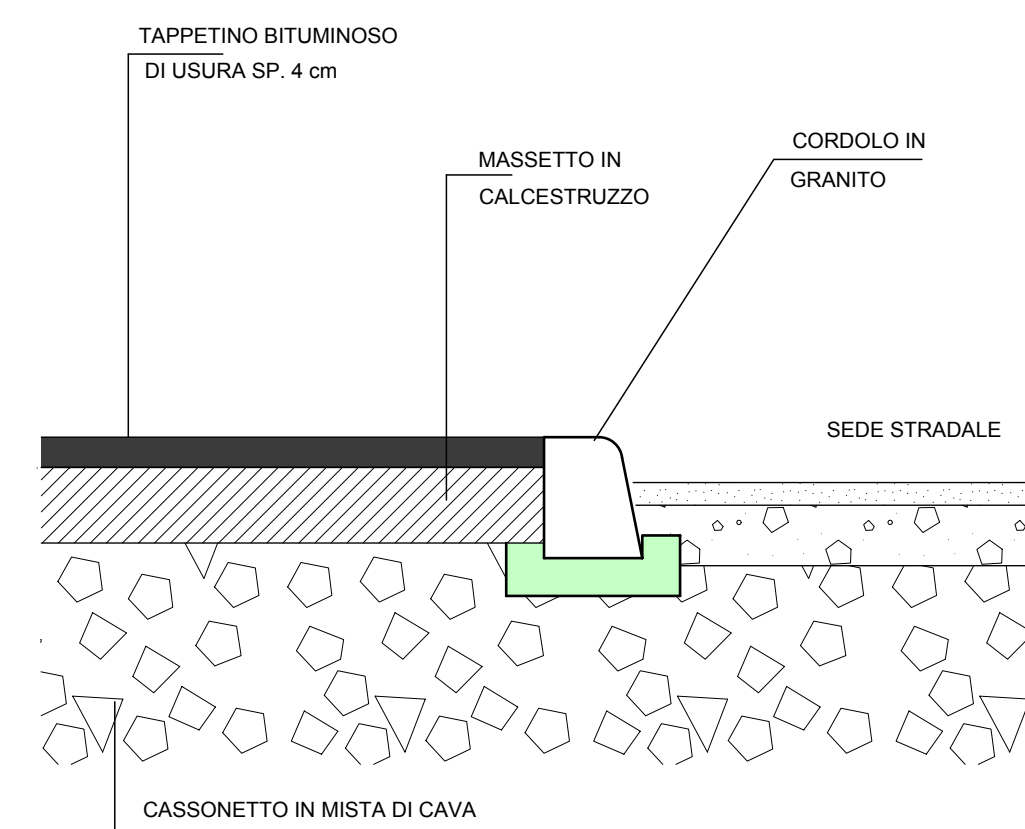 TAPPETINO BITUMINOSO
DI USURA SP. 4 cm
MASSETTO IN
CALCESTRUZZO
CORDOLO IN
GRANITO
SEDE STRADALE
CASSONETTO IN MISTA DI CAVA